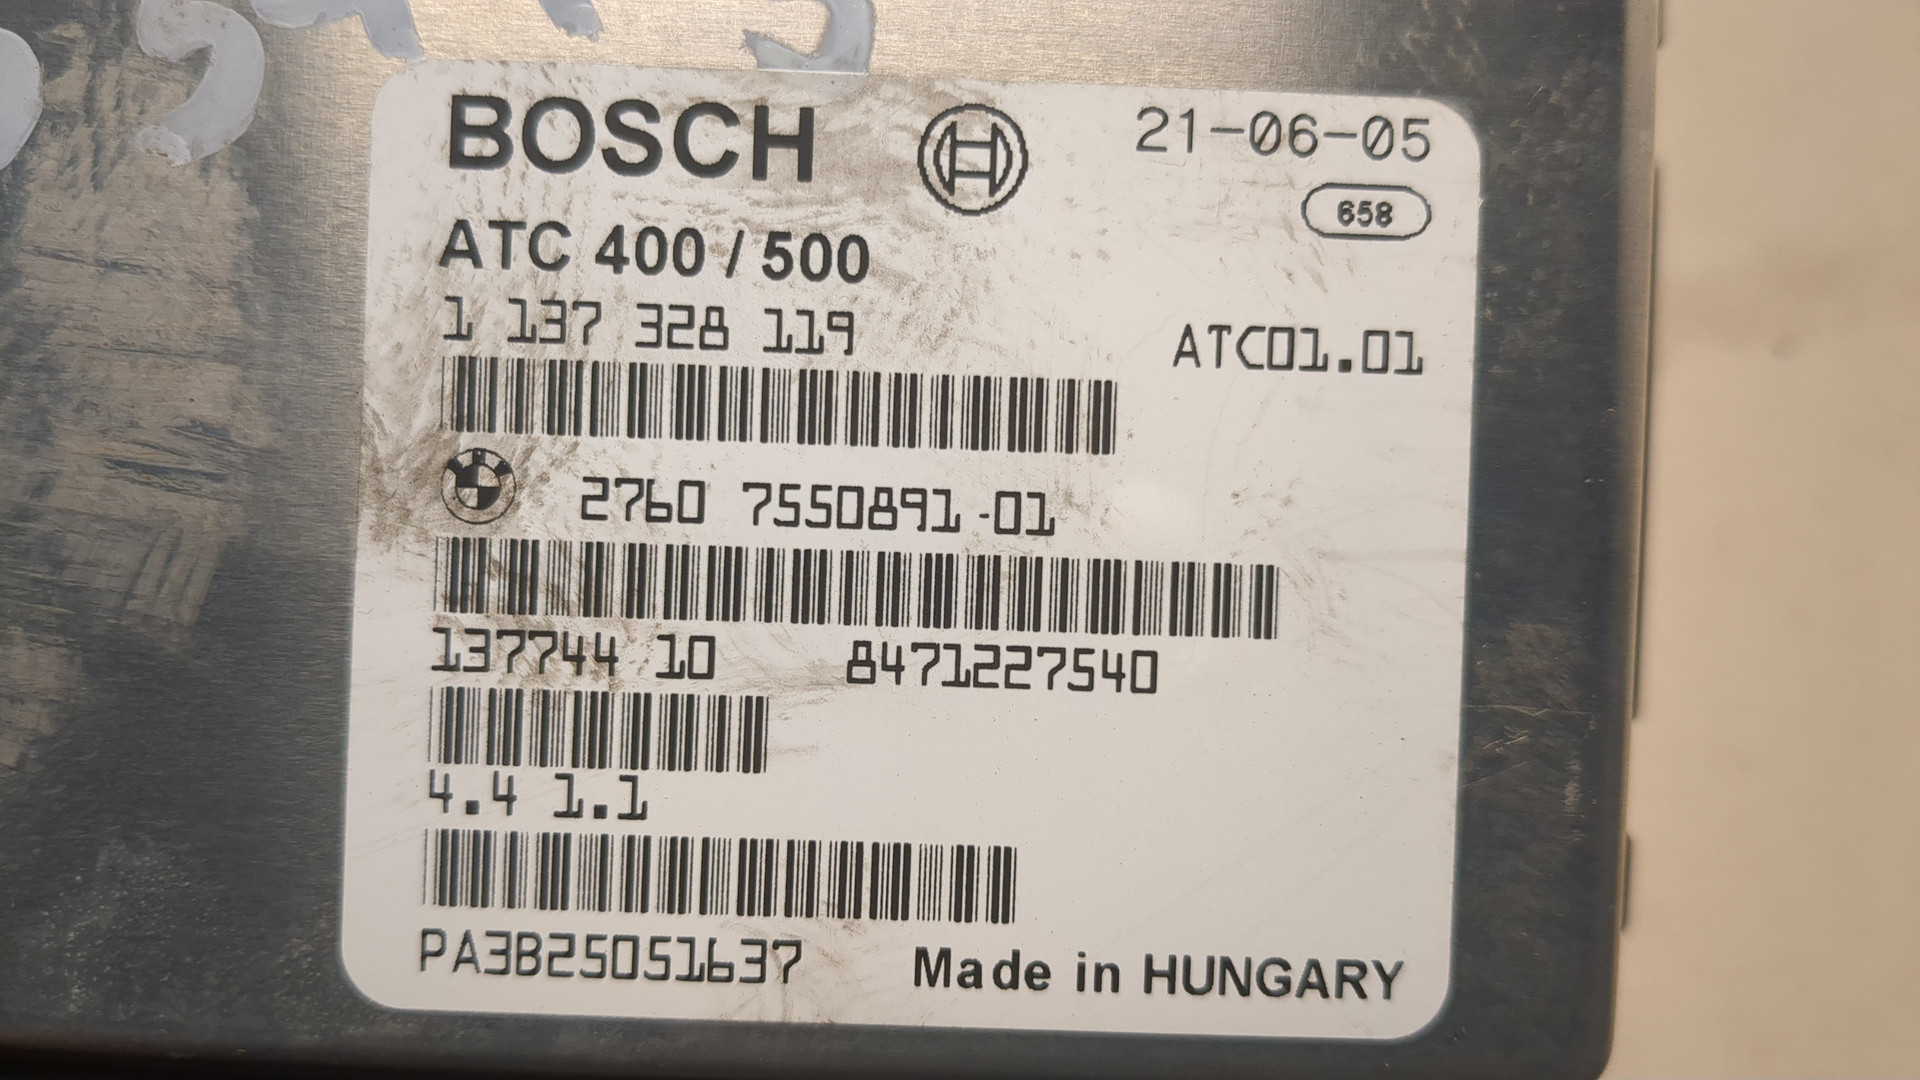 BOSCH 21-06-05
658
ATC 400 / 500
1 137 328 119 ATC01.01
2760 7550891-01
137744 10 8471227540
4.4 1.1
PA3B25051637 Made in HUNGARY